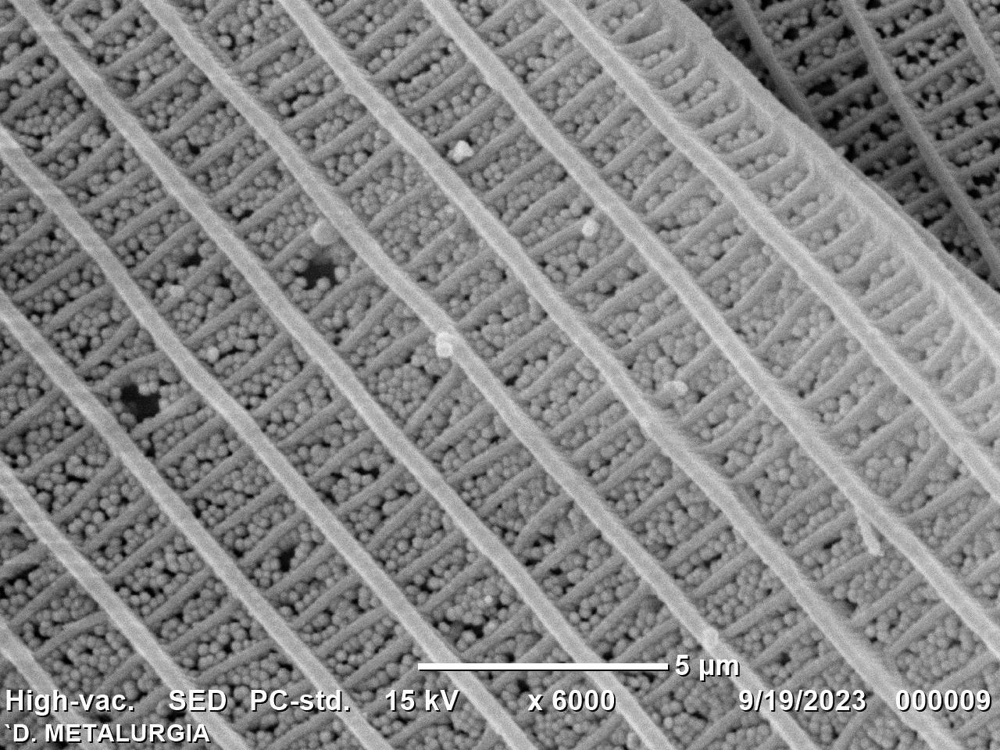 5 µm
High-vac. SED PC-std. 15 kV x 6000 9/19/2023 000009
`D. METALURGIA